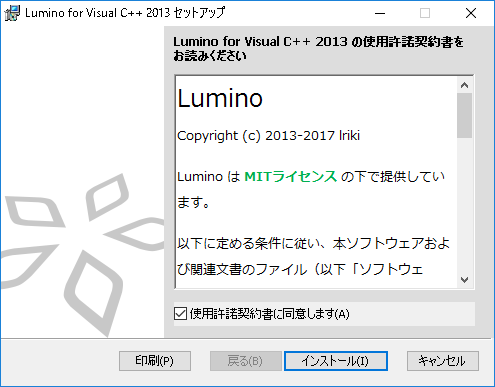 Lumino for Visual C++ 2013 セットアップ
Lumino for Visual C++ 2013 の使用許諾契約書を
お読みください
Lumino
Copyright (c) 2013-2017 lriki
Lumino は MITライセンス の下で提供してい
ます。
以下に定める条件に従い、本ソフトウェアおよ
び関連文書のファイル（以下「ソフトウェ
使用許諾契約書に同意します(A)
印刷(P)
戻る(B)
インストール(I)
キャンセル